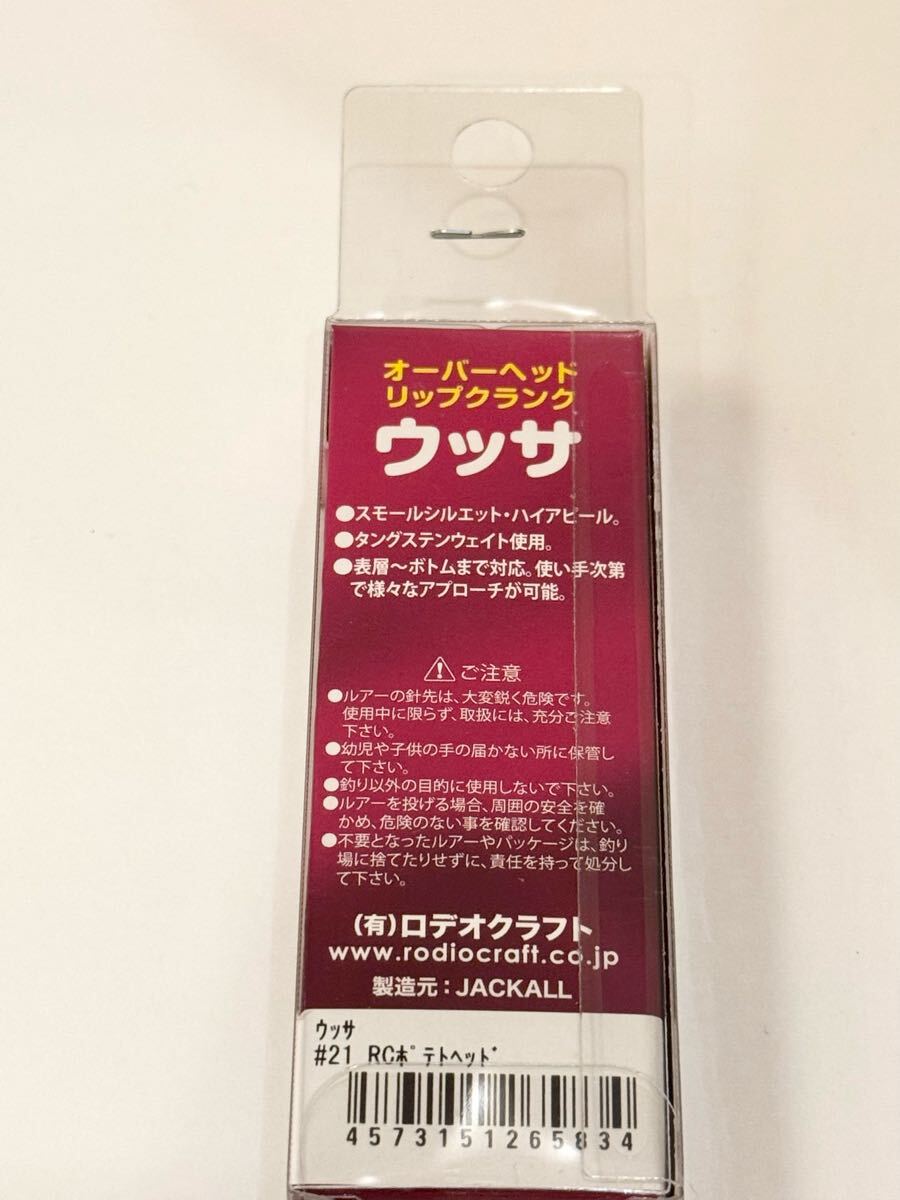 オーバーヘッド
リップクランク
ウッサ
●スモールシルエット・ハイアピール。
●タングステンウェイト使用。
●表層～ボトムまで対応。使い手次第
で様々なアプローチが可能。
ご注意
●ルアーの針先は、大変鋭く危険です。
使用中に限らず、取扱には、充分ご注意
下さい。
●幼児や子供の手の届かない所に保管し
て下さい。
●釣り以外の目的に使用しないで下さい。
●ルアーを投げる場合、周囲の安全を確
かめ、危険のない事を確認してください。
●不要となったルアーやパッケージは、釣り
場に捨てたりせずに、責任を持って処分し
て下さい。
(有)ロデオクラフト
www.rodiocraft.co.jp
製造元：JACKALL
ウッサ
#21 RCﾎﾟﾃﾄﾍｯﾄﾞ
4573151265834